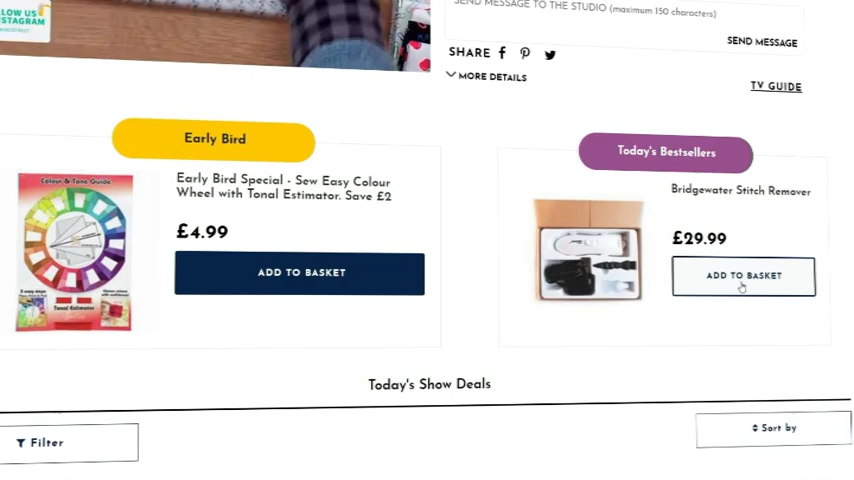 LOW US
STAGRAM
SEND MESSAGE TO THE STUDIO (maximum 150 characters)
SEND MESSAGE
SHARE
MORE DETAILS
TV GUIDE
Early Bird
Today's Bestsellers
Colour & Tone Guide
Early Bird Special - Sew Easy Colour
Wheel with Tonal Estimator. Save £2
£4.99
ADD TO BASKET
Tonal Estimator
Bridgewater Stitch Remover
£29.99
ADD TO BASKET
Today's Show Deals
Filter
Sort by